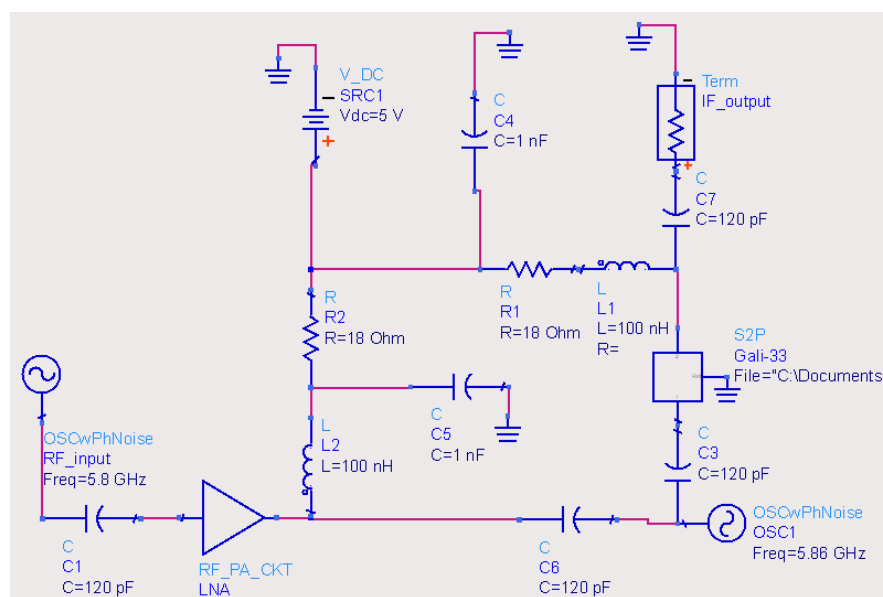 V_DC
SRC1
Vdc=5 V
C
C4
C=1 nF
Term
IF_output
C
C7
C=120 pF
R
R2
R=18 Ohm
R
R1
R=18 Ohm
L
L1
L=100 nH
R=
S2P
Gali-33
File="C:\Documents
OSCwPhNoise
RF_input
Freq=5.8 GHz
L
L2
L=100 nH
C
C5
C=1 nF
C
C3
C=120 pF
C
C1
C=120 pF
RF_PA_CKT
LNA
C
C6
C=120 pF
OSCwPhNoise
OSC1
Freq=5.86 GHz